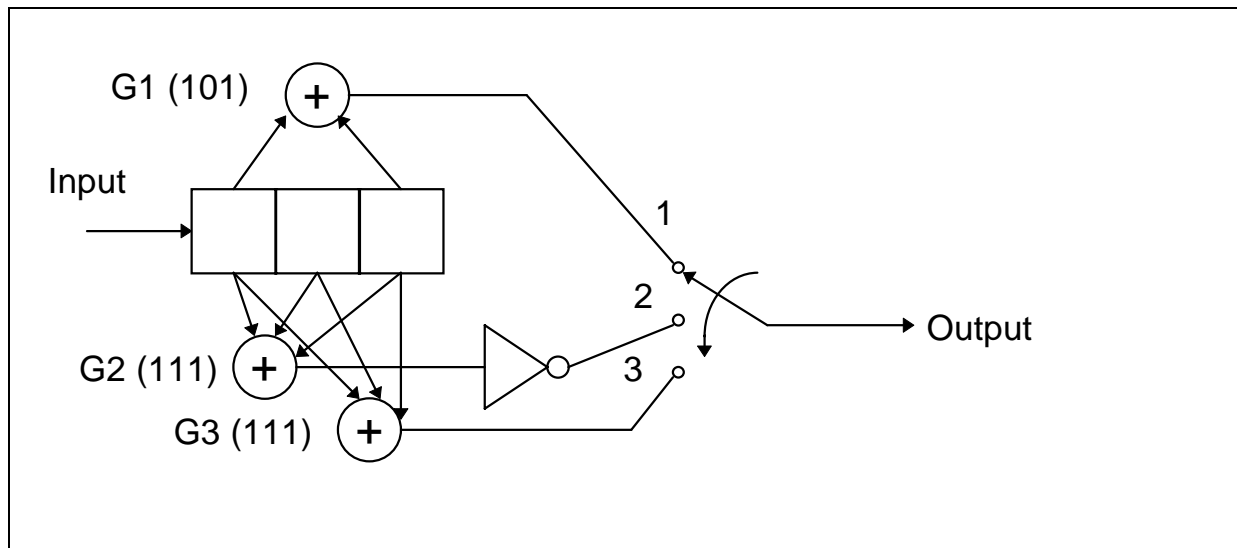 G1 (101)
+
Input
1
2
3
Output
G2 (111)
+
G3 (111)
+